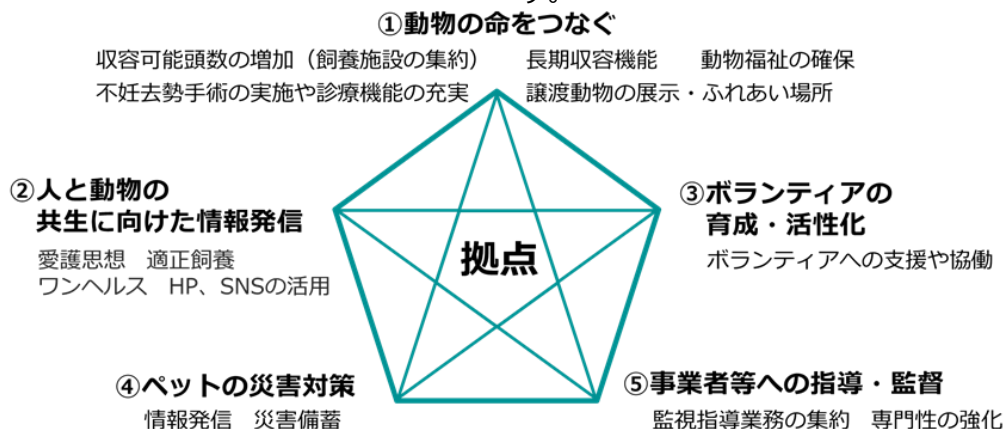 す。
①動物の命をつなぐ
収容可能頭数の増加（飼養施設の集約）　長期収容機能　動物福祉の確保
不妊去勢手術の実施や診療機能の充実　譲渡動物の展示・ふれあい場所
②人と動物の
共生に向けた情報発信
愛護思想　適正飼養
ワンヘルス　HP、SNSの活用
③ボランティアの
育成・活性化
ボランティアへの支援や協働
拠点
④ペットの災害対策
情報発信　災害備蓄
⑤事業者等への指導・監督
監視指導業務の集約　専門性の強化